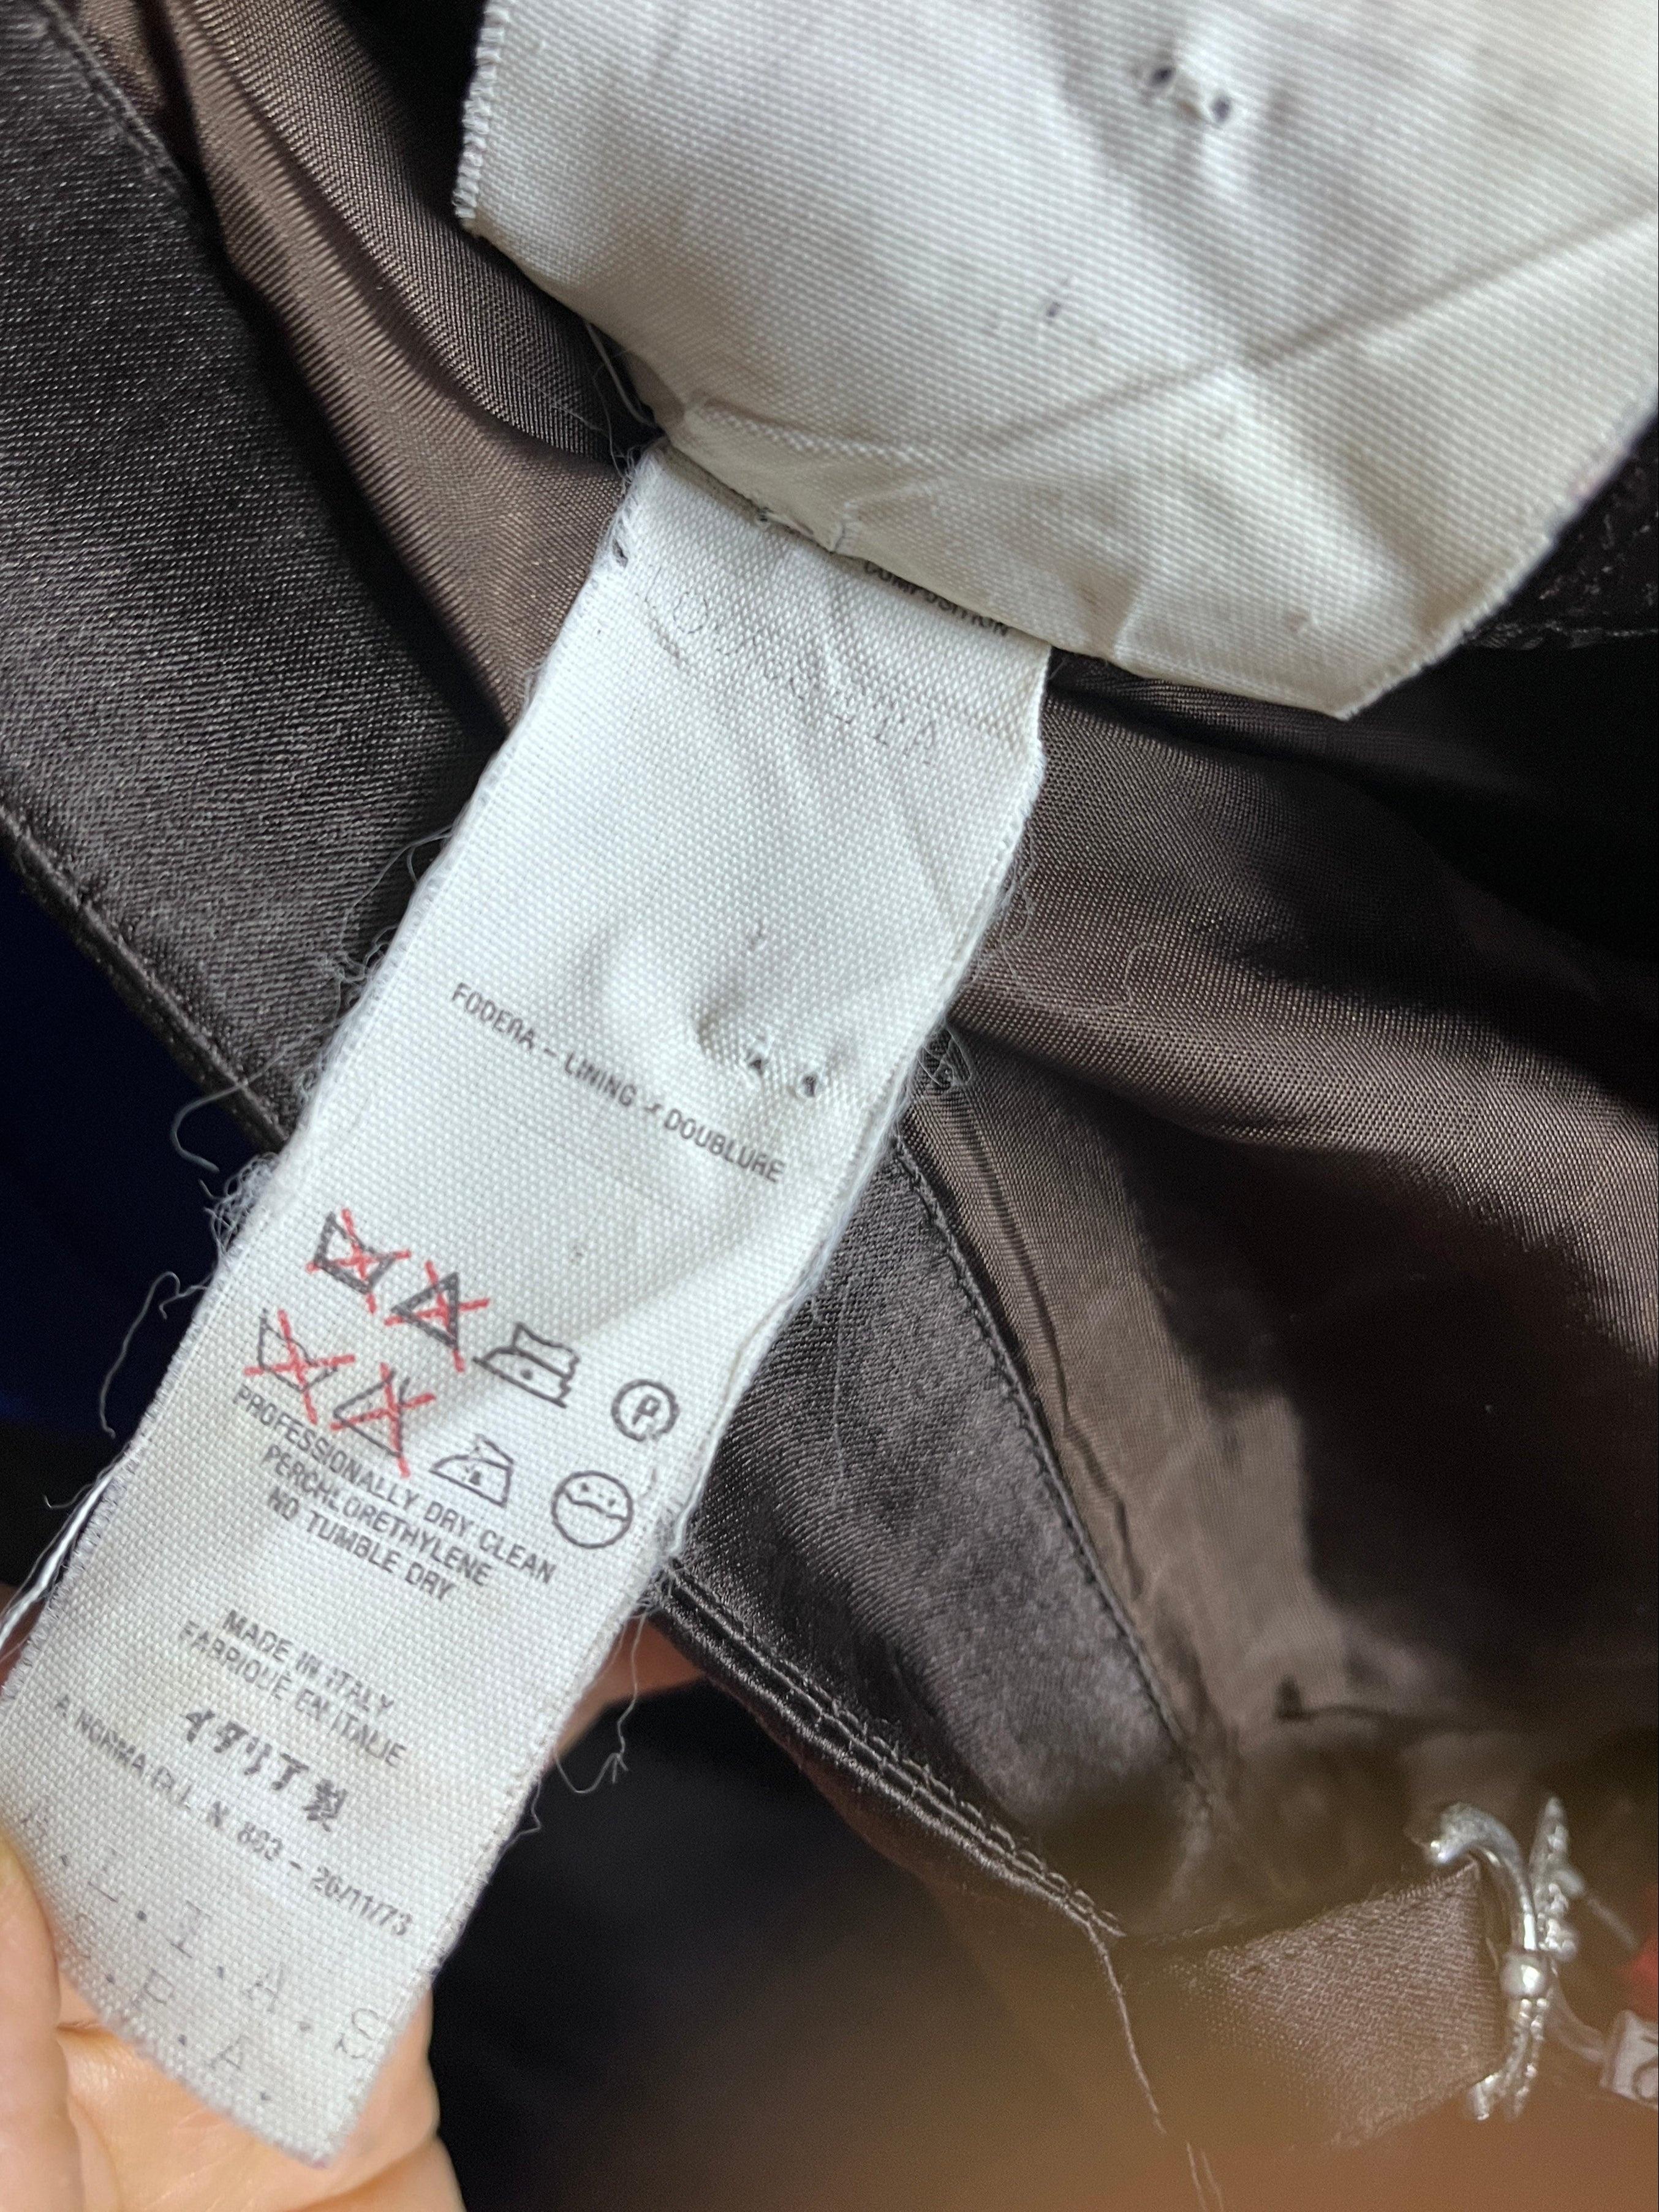 COMPOSITION
FODERA - LINING - DOUBLURE
P
PROFESSIONALLY DRY CLEAN
PERCHLORETHYLENE
NO TUMBLE DRY
MADE IN ITALY
FABRIQUE EN ITALIE
イタリア製
A NORMA D.L. N. 883 - 26/11/73
A.L.I.A.S
S.P.A.